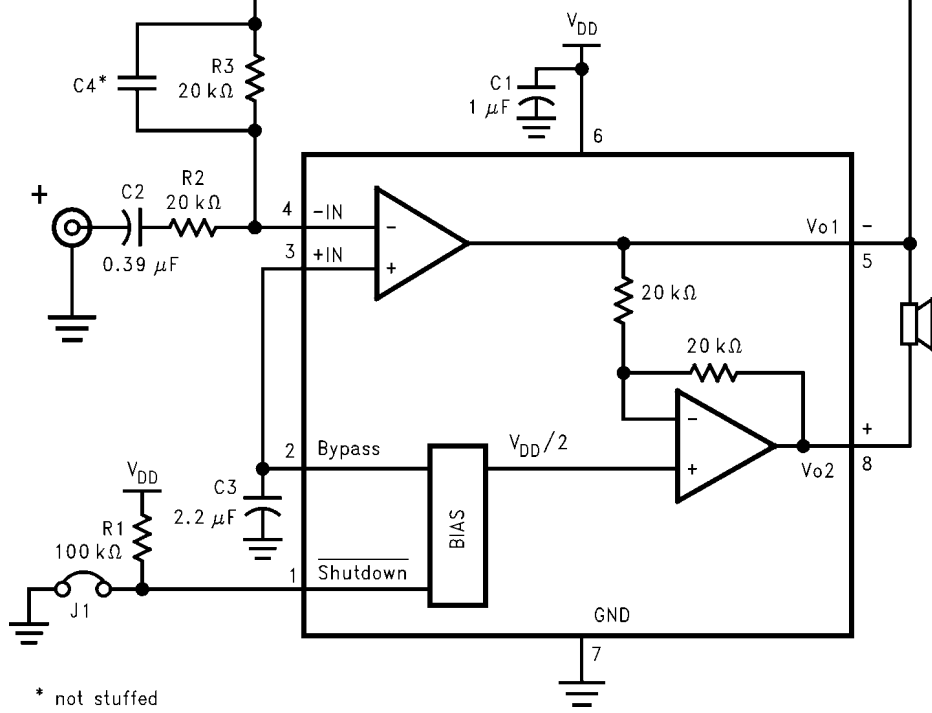 V_DD
C4*
R3
20 kΩ
C1
1 μF
6
+
C2
0.39 μF
R2
20 kΩ
4
-IN
-
3
+IN
+
Vo1
-
5
20 kΩ
20 kΩ
-
+
2
Bypass
V_DD/2
+
Vo2
8
C3
2.2 μF
BIAS
V_DD
R1
100 kΩ
1
Shutdown
J1
GND
7
* not stuffed